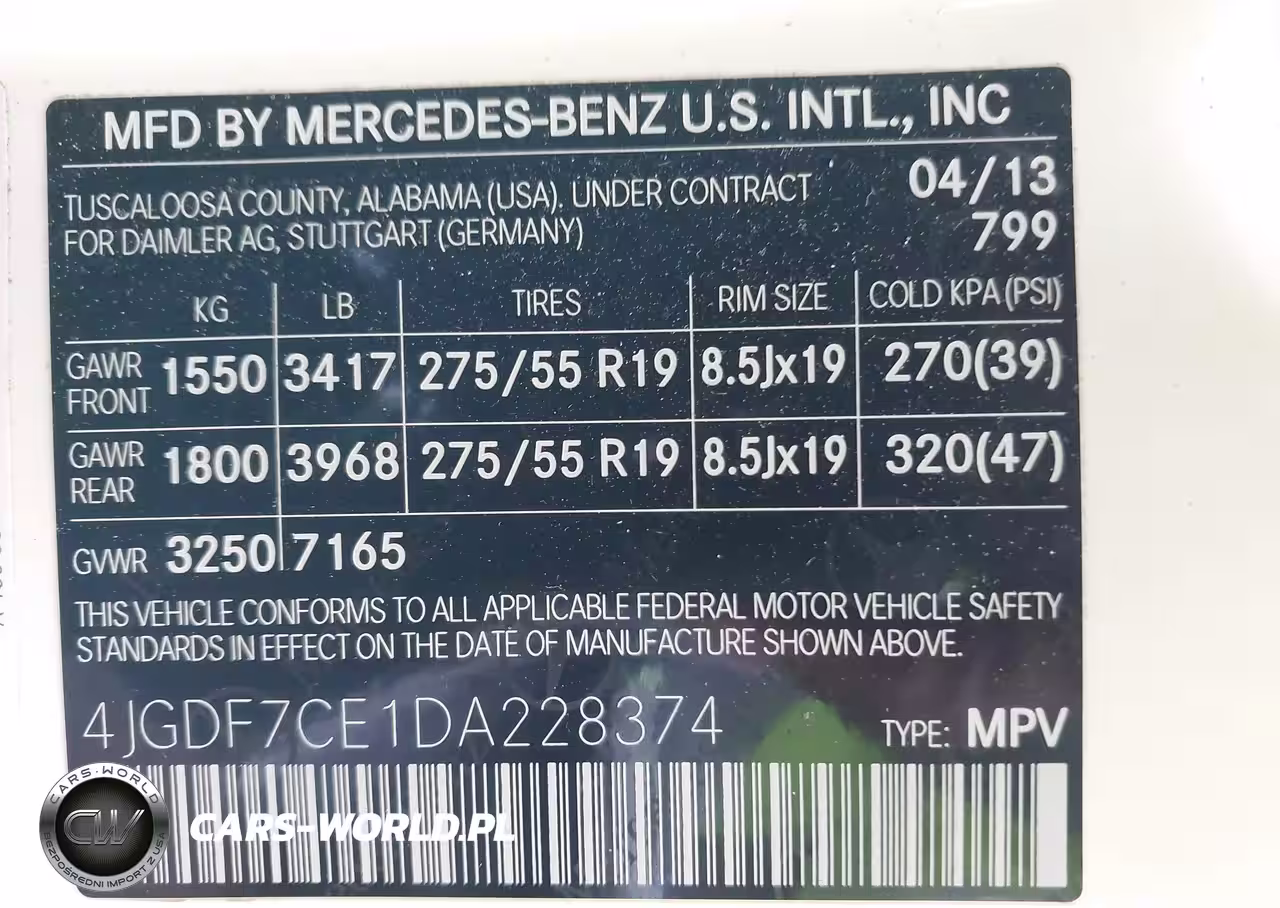 MFD BY MERCEDES-BENZ U.S. INTL., INC
TUSCALOOSA COUNTY, ALABAMA (USA), UNDER CONTRACT
FOR DAIMLER AG, STUTTGART (GERMANY)
04/13
799
KG LB TIRES RIM SIZE COLD KPA(PSI)
GAWR FRONT 1550 3417 275/55 R19 8.5Jx19 270(39)
GAWR REAR 1800 3968 275/55 R19 8.5Jx19 320(47)
GVWR 3250 7165
THIS VEHICLE CONFORMS TO ALL APPLICABLE FEDERAL MOTOR VEHICLE SAFETY
STANDARDS IN EFFECT ON THE DATE OF MANUFACTURE SHOWN ABOVE.
4JGDF7CE1DA228374 TYPE: MPV
CARS-WORLD
CW
BEZPOŚREDNI IMPORT Z USA
CARS-WORLD.PL